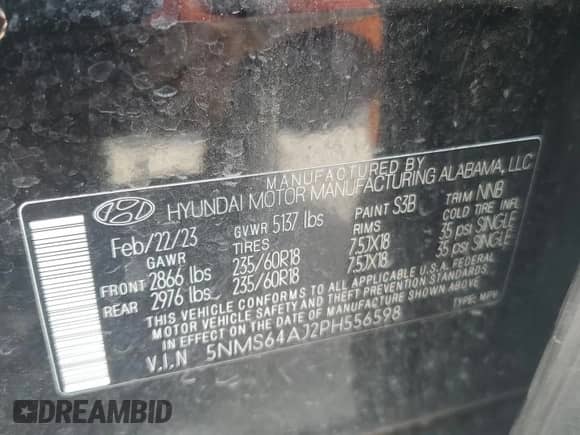 MANUFACTURED BY
HYUNDAI MOTOR MANUFACTURING ALABAMA, LLC
Feb/22/23 GVWR 5137 lbs PAINT S3B TRIM NNB
GAWR TIRES RIMS COLD TIRE INFL
FRONT 2866 lbs 235/60R18 7.5JX18 35 psi SINGLE
REAR 2976 lbs 235/60R18 7.5JX18 35 psi SINGLE
THIS VEHICLE CONFORMS TO ALL APPLICABLE U.S.A. FEDERAL
MOTOR VEHICLE SAFETY AND THEFT PREVENTION STANDARDS
IN EFFECT ON THE DATE OF MANUFACTURE SHOWN ABOVE
V.I.N 5NMS64AJ2PH556598 TYPE: MPV
DREAMBID